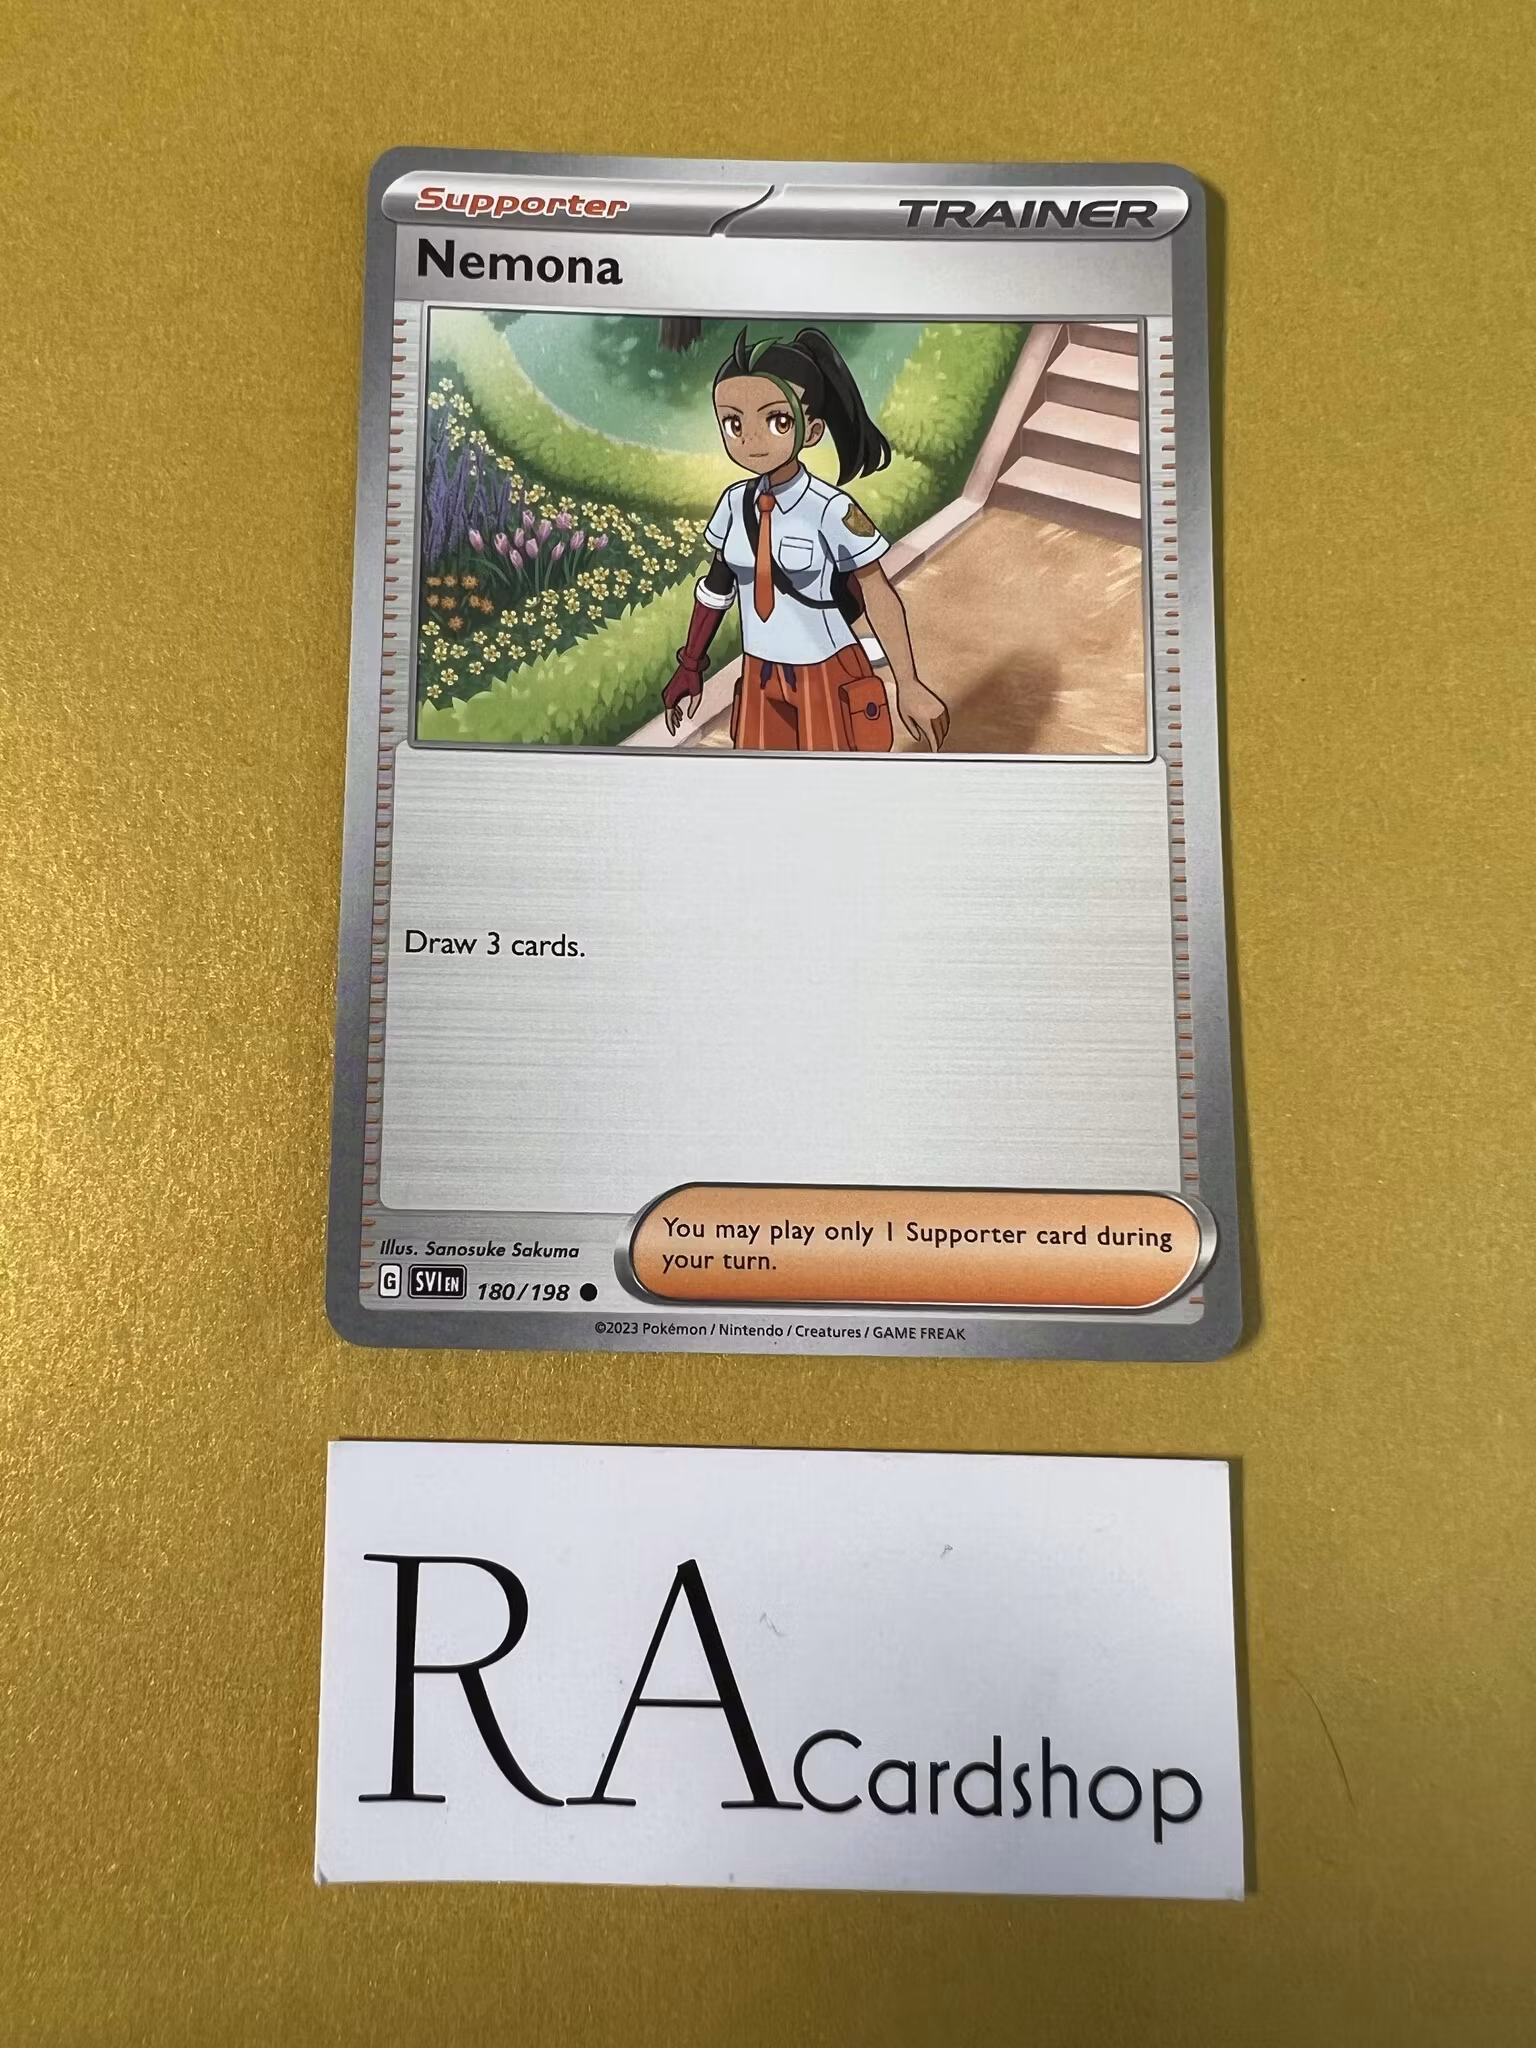 Supporter
TRAINER
Nemona
Draw 3 cards.
You may play only 1 Supporter card during
your turn.
Illus. Sanosuke Sakuma
G SVI EN 180/198
©2023 Pokémon / Nintendo / Creatures / GAME FREAK
RA Cardshop